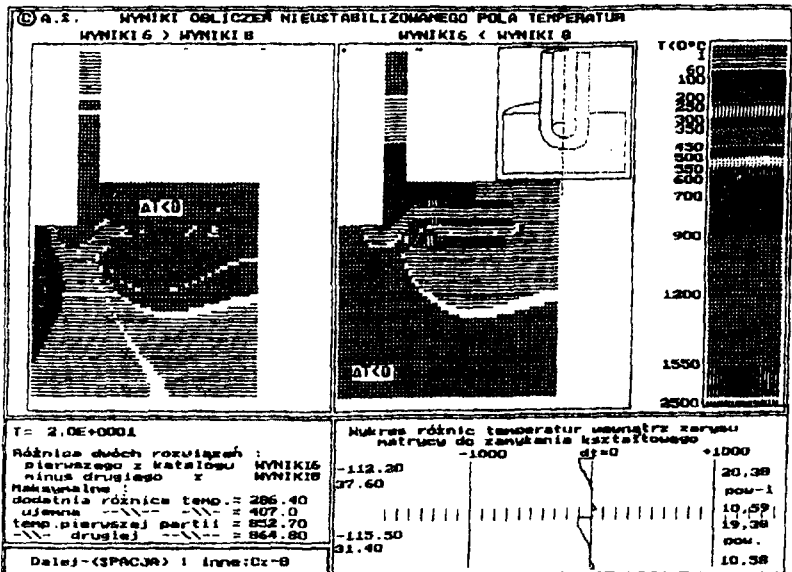 © A.S. WYNIKI OBLICZEŃ NIEUSTABILIZOWANEGO POLA TEMPERATUR
WYNIKI6 > WYNIKI8
WYNIKI6 < WYNIKI 8
T<0°C
1
60
100
200
250
300
350
450
500
550
600
700
900
1200
1550
2500
ΔT<0
ΔT<0
T= 2.0E+0001
Różnica dwóch rozwiązań :
pierwszego z katalogu WYNIKI6
minus drugiego z WYNIKI8
Maksymalne :
dodatnia różnica temp.= 286.40
ujemna --\\-- --\\-- = 407.0
temp.pierwszej partii = 852.70
-\\- drugiej --\\-- = 864.80
Dalej-(SPACJA) i inne:Cr-B
Wykres różnic temperatur wewnątrz zarysu
matrycy do zamykania kształtowego
-1000 dt=0 +1000
-112.20
37.60
-115.50
31.40
20,38
pow-i
10,59
19,38
pow.
10,58